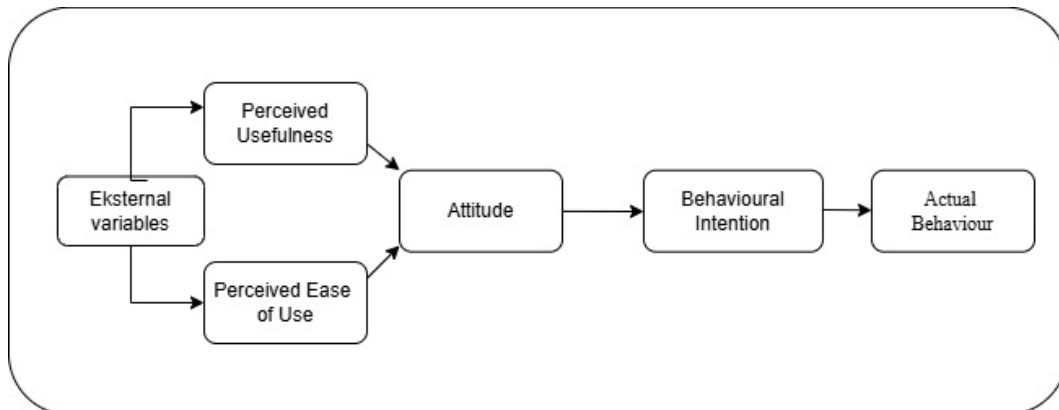 Perceived
Usefulness
Eksternal
variables
Perceived Ease
of Use
Attitude
Behavioural
Intention
Actual
Behaviour